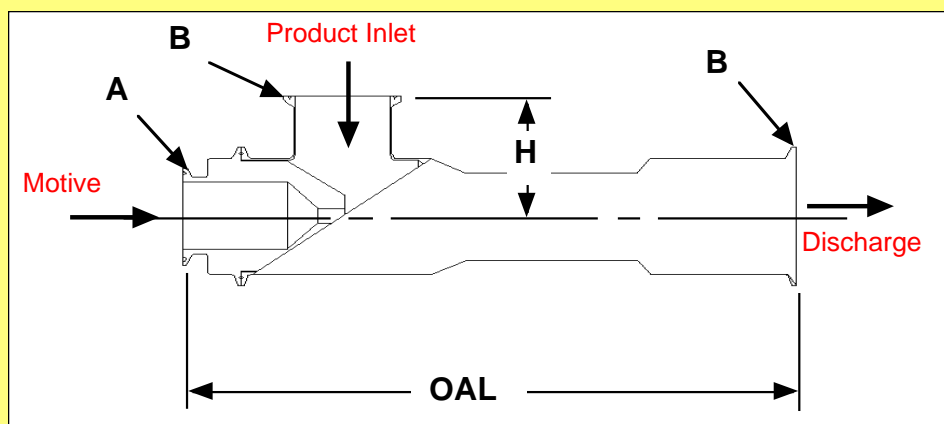 Product Inlet
B
B
A
H
Motive
Discharge
OAL